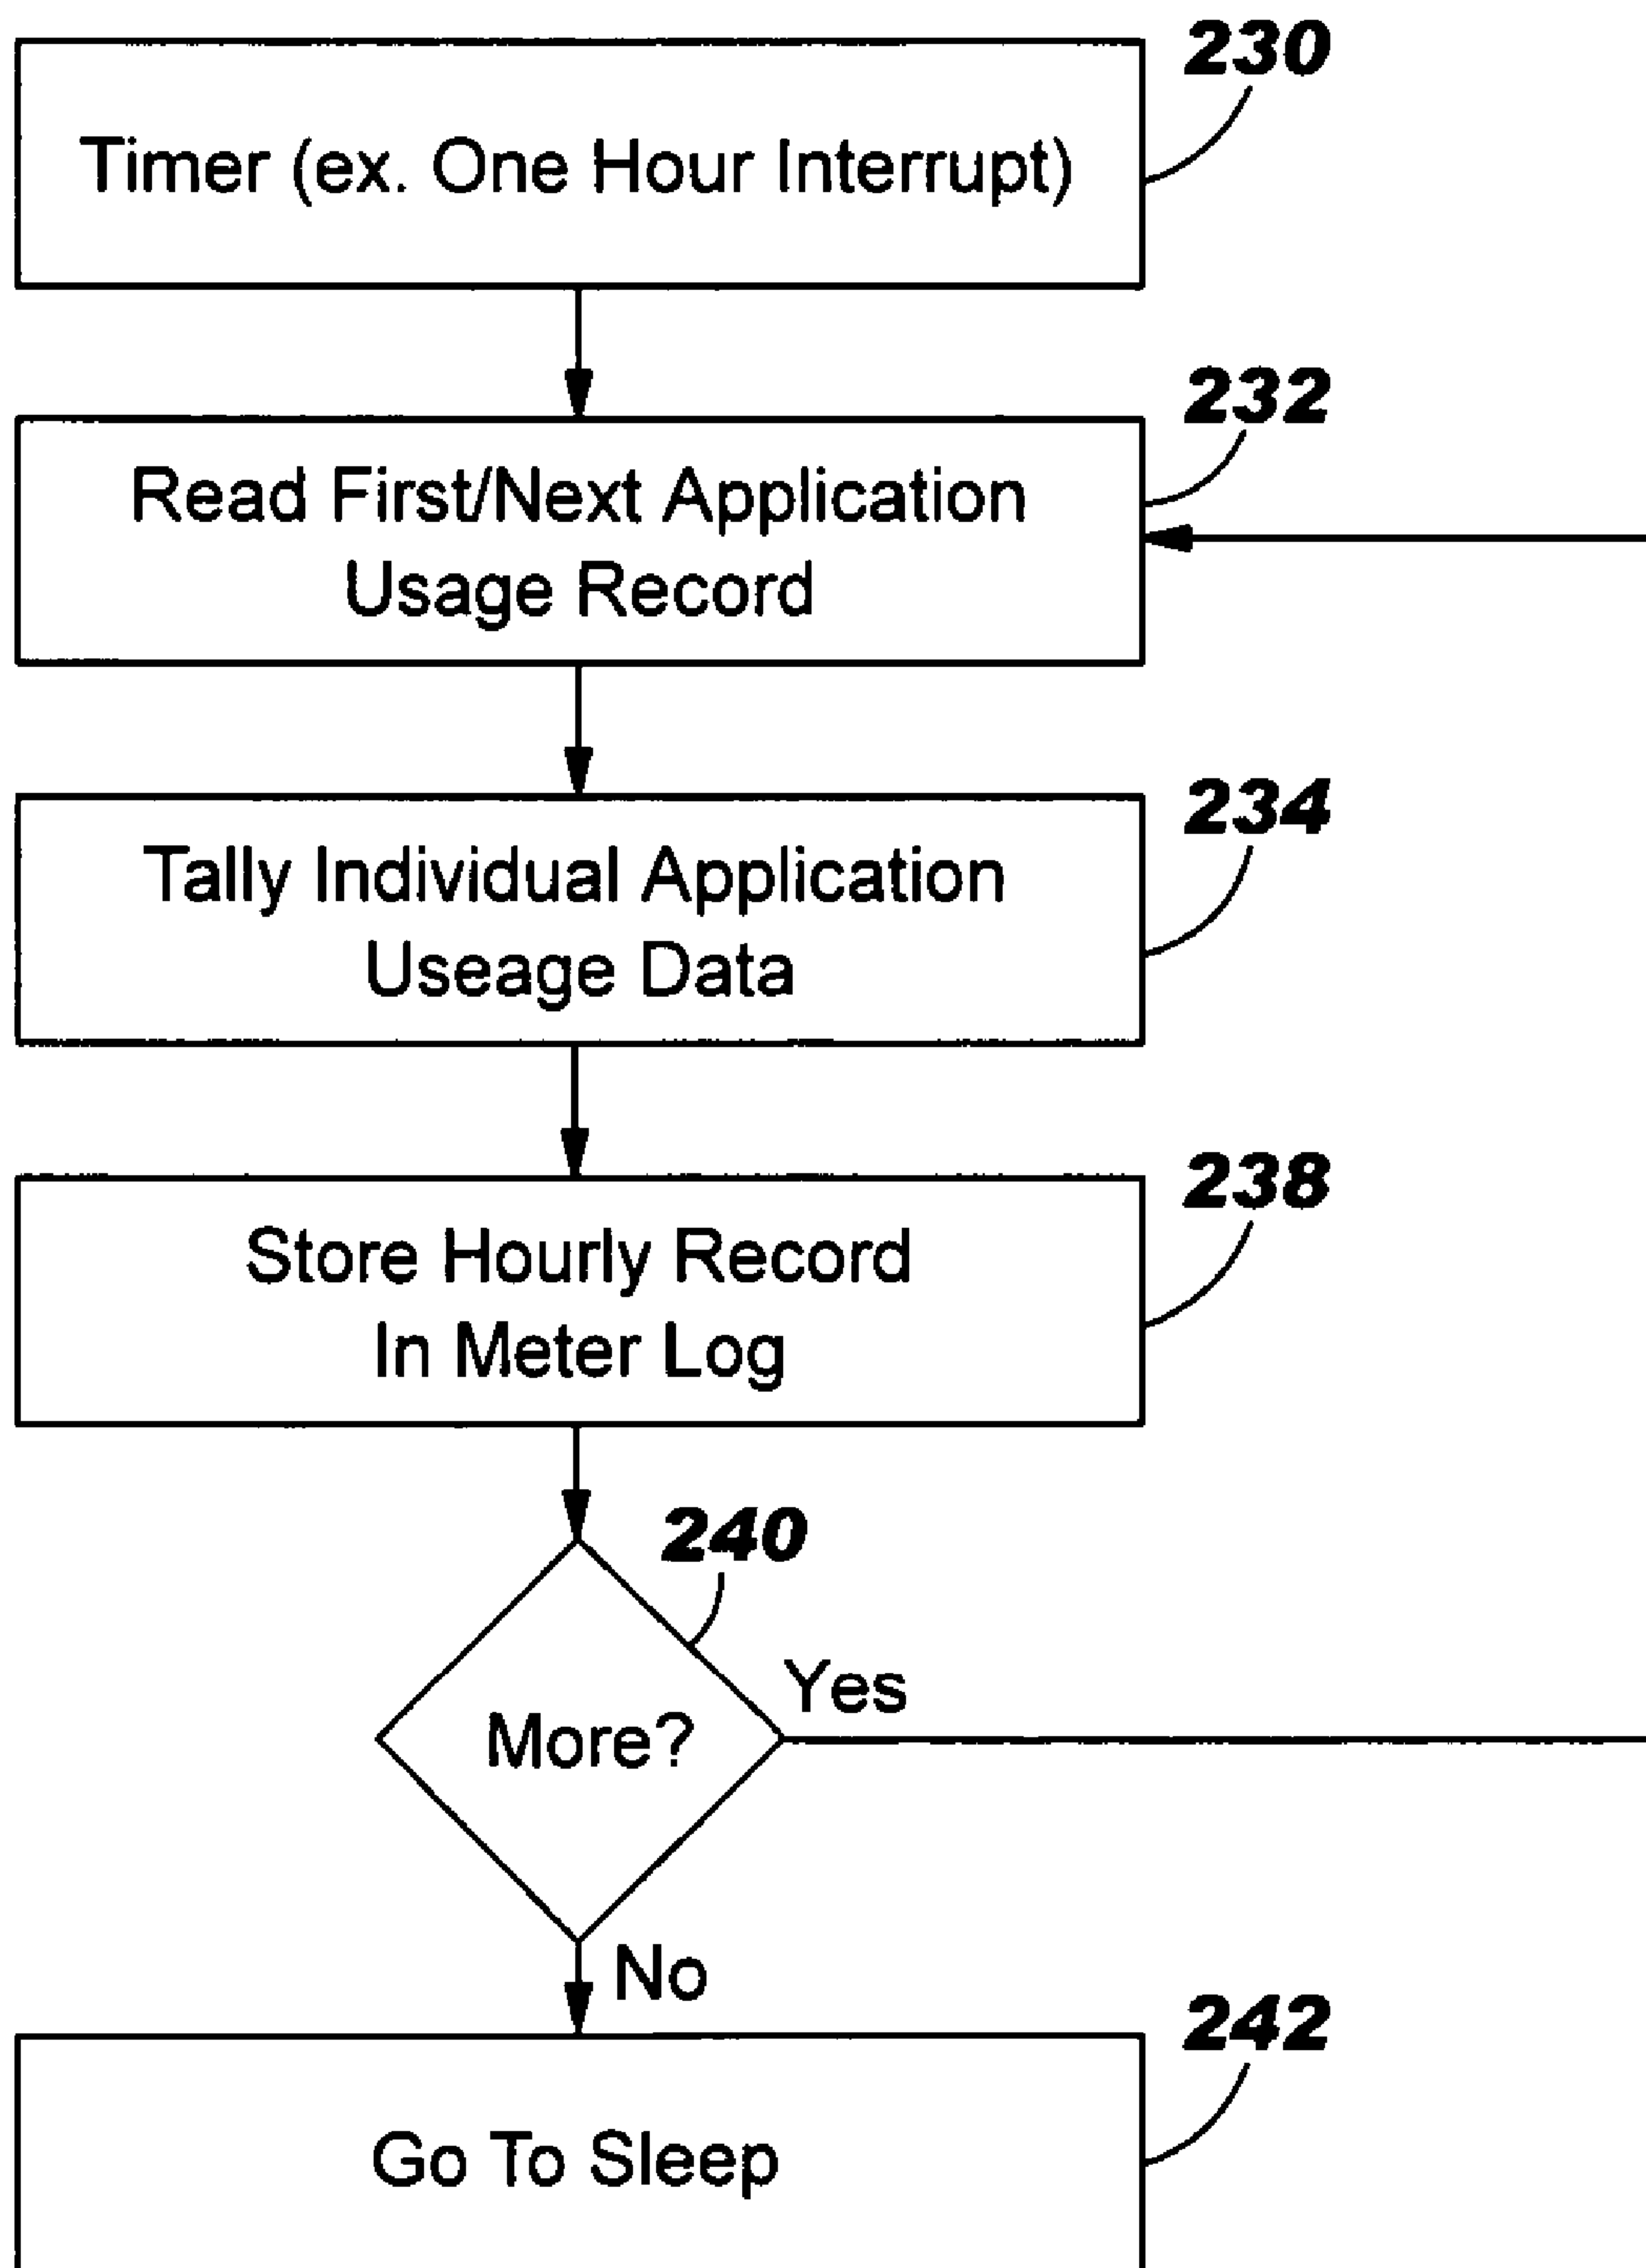 230
Timer (ex. One Hour Interrupt)
232
Read First/Next Application
Usage Record
234
Tally Individual Application
Useage Data
238
Store Hourly Record
In Meter Log
240
More?
Yes
No
242
Go To Sleep